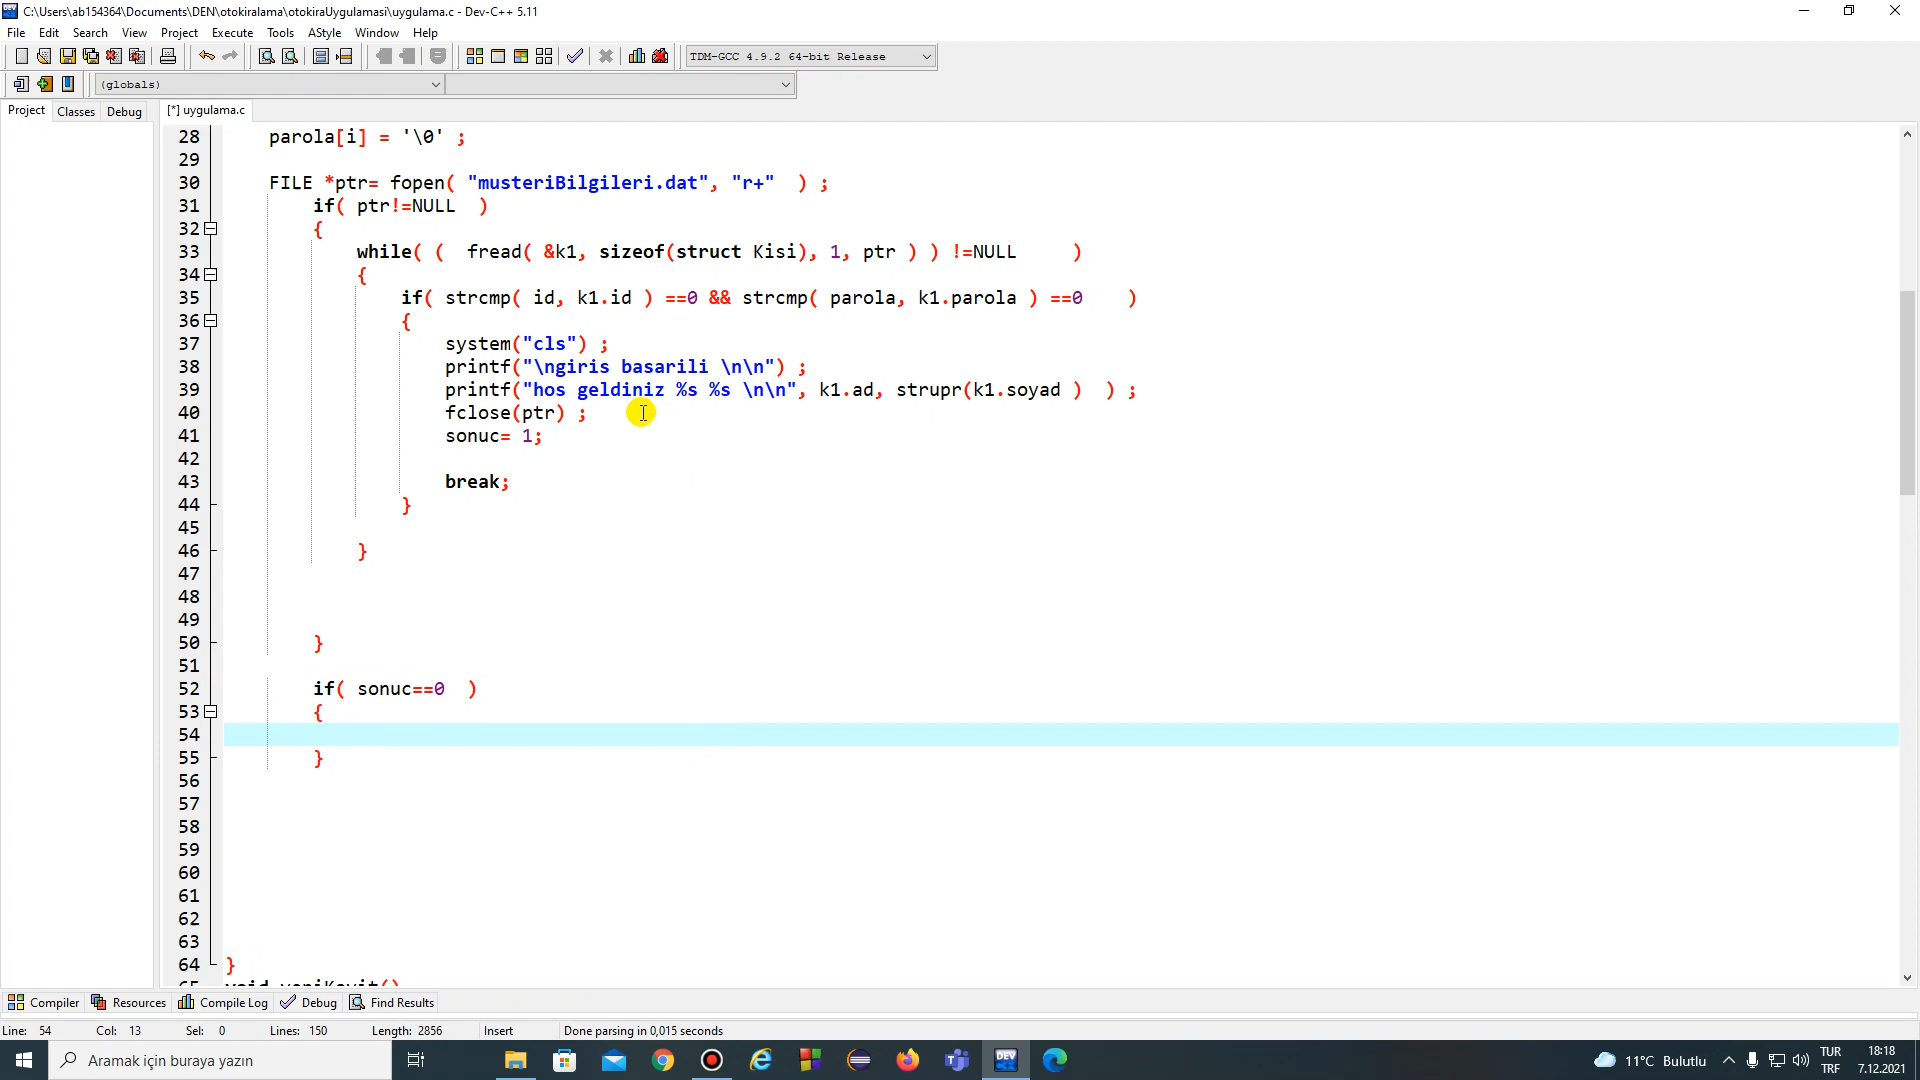 C:\Users\ab154364\Documents\DEN\otokiralama\otokiraUygulamasi\uygulama.c - Dev-C++ 5.11
File Edit Search View Project Execute Tools AStyle Window Help
TDM-GCC 4.9.2 64-bit Release
(globals)
Project Classes Debug [*] uygulama.c
28 parola[i] = '\0' ;
29
30 FILE *ptr= fopen( "musteriBilgileri.dat", "r+" ) ;
31 if( ptr!=NULL )
32 {
33 while( ( fread( &k1, sizeof(struct Kisi), 1, ptr ) ) !=NULL )
34 {
35 if( strcmp( id, k1.id ) ==0 && strcmp( parola, k1.parola ) ==0 )
36 {
37 system("cls") ;
38 printf("\ngiris basarili \n\n") ;
39 printf("hos geldiniz %s %s \n\n", k1.ad, strupr(k1.soyad ) ) ;
40 fclose(ptr) ;
41 sonuc= 1;
42
43 break;
44 }
45
46 }
47
48
49
50 }
51
52 if( sonuc==0 )
53 {
54
55 }
56
57
58
59
60
61
62
63
64 }
65 void yeniKayit()
Compiler Resources Compile Log Debug Find Results
Line: 54 Col: 13 Sel: 0 Lines: 150 Length: 2856 Insert Done parsing in 0,015 seconds
Aramak için buraya yazın
DEV
11°C Bulutlu
TUR
TRF
18:18
7.12.2021